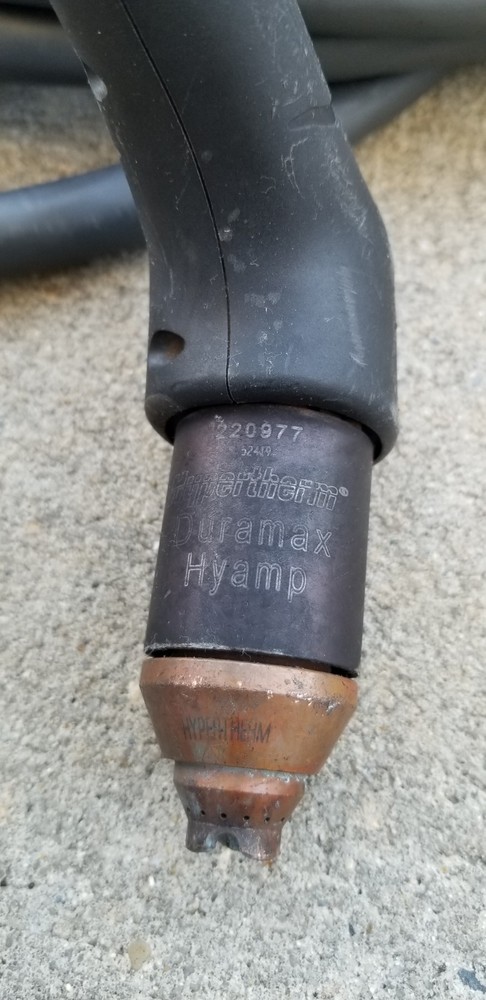 220977
52419
Hypertherm®
Duramax
Hyamp
HYPERTHERM